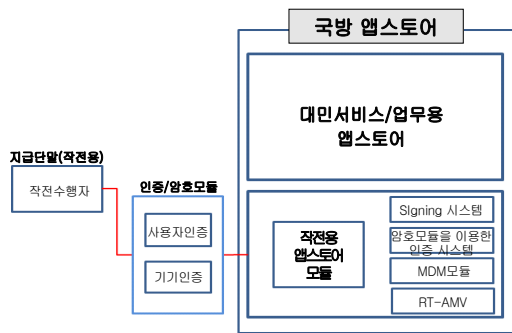 국방 앱스토어
대민서비스/업무용
앱스토어
지급단말(작전용)
작전수행자
인증/암호모듈
사용자인증
기기인증
작전용
앱스토어
모듈
SIgning 시스템
암호모듈을 이용한
인증 시스템
MDM모듈
RT-AMV